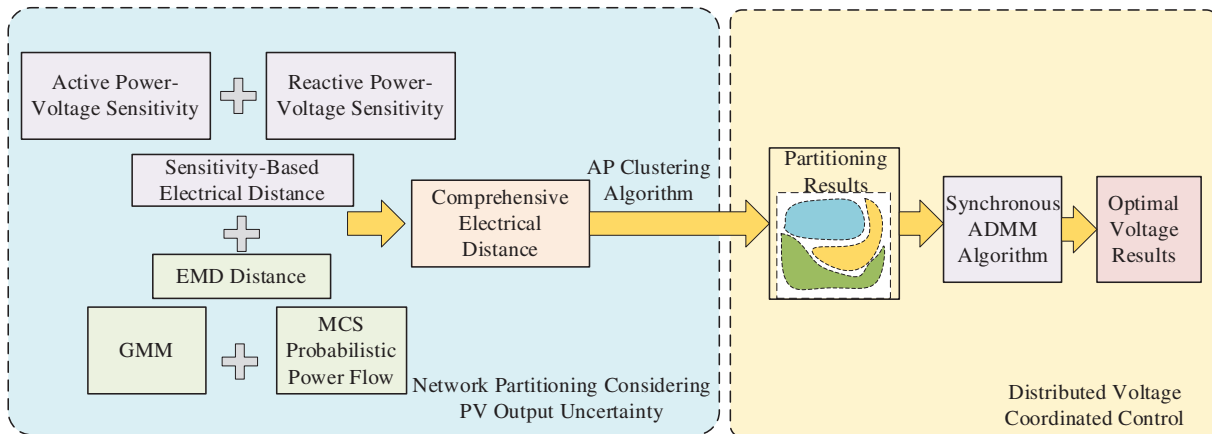 Active Power-
Voltage Sensitivity
Reactive Power-
Voltage Sensitivity
Sensitivity-Based
Electrical Distance
EMD Distance
GMM
MCS
Probabilistic
Power Flow
Comprehensive
Electrical
Distance
AP Clustering
Algorithm
Network Partitioning Considering
PV Output Uncertainty
Partitioning
Results
Synchronous
ADMM
Algorithm
Optimal
Voltage
Results
Distributed Voltage
Coordinated Control